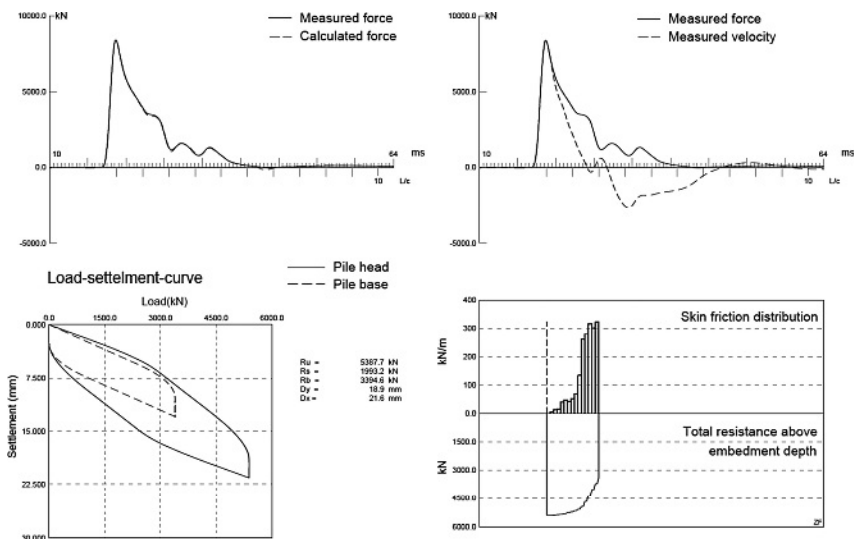 10000.0
kN
Measured force
Calculated force
5000.0
10
64
ms
0.0
10
L/c
-5000.0
10000.0
kN
Measured force
Measured velocity
5000.0
10
64
ms
0.0
10
L/c
-5000.0
Load-settelment-curve
Pile head
Pile base
Load(kN)
0.0 1500.0 3000.0 4500.0 6000.0
0.000
7.500
15.000
22.500
30.000
Settlement (mm)
Ru = 5387.7 kN
Rs = 1993.2 kN
Rb = 3394.6 kN
Dy = 18.9 mm
Dx = 21.6 mm
400
300
200
100
0.0
kN/m
Skin friction distribution
Total resistance above
embedment depth
1500.0
3000.0
4500.0
6000.0
kN